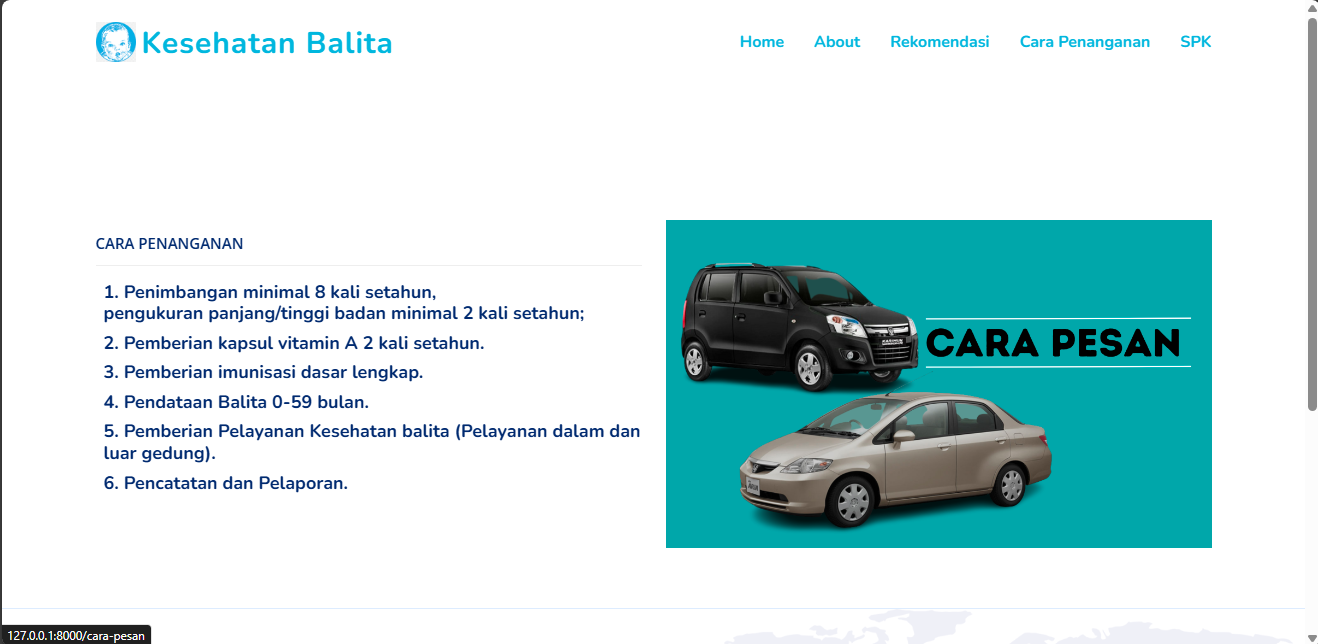 Kesehatan Balita
Home About Rekomendasi Cara Penanganan SPK
CARA PENANGANAN
1. Penimbangan minimal 8 kali setahun,
pengukuran panjang/tinggi badan minimal 2 kali setahun;
2. Pemberian kapsul vitamin A 2 kali setahun.
3. Pemberian imunisasi dasar lengkap.
4. Pendataan Balita 0-59 bulan.
5. Pemberian Pelayanan Kesehatan balita (Pelayanan dalam dan
luar gedung).
6. Pencatatan dan Pelaporan.
CARA PESAN
127.0.0.1:8000/cara-pesan